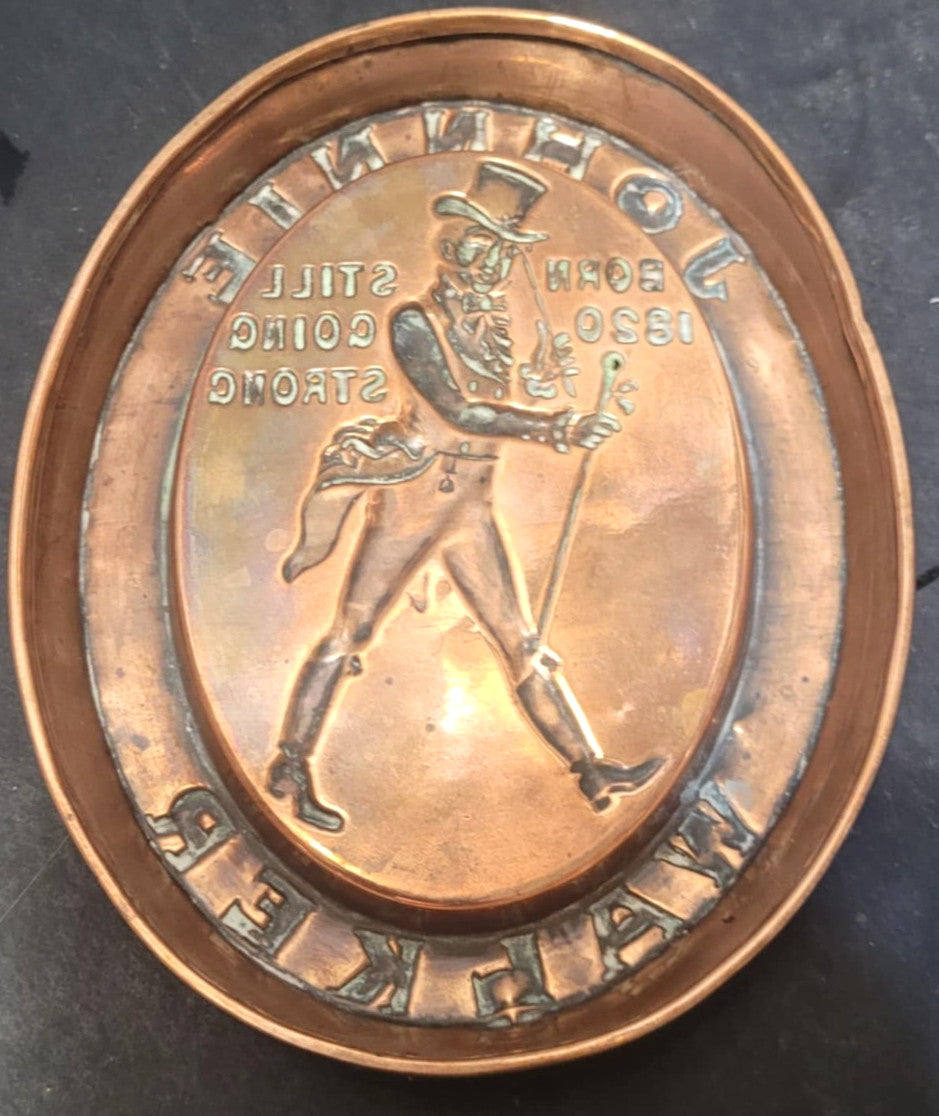 JOHNNIE
BORN
1820
STILL
GOING
STRONG
WALKER